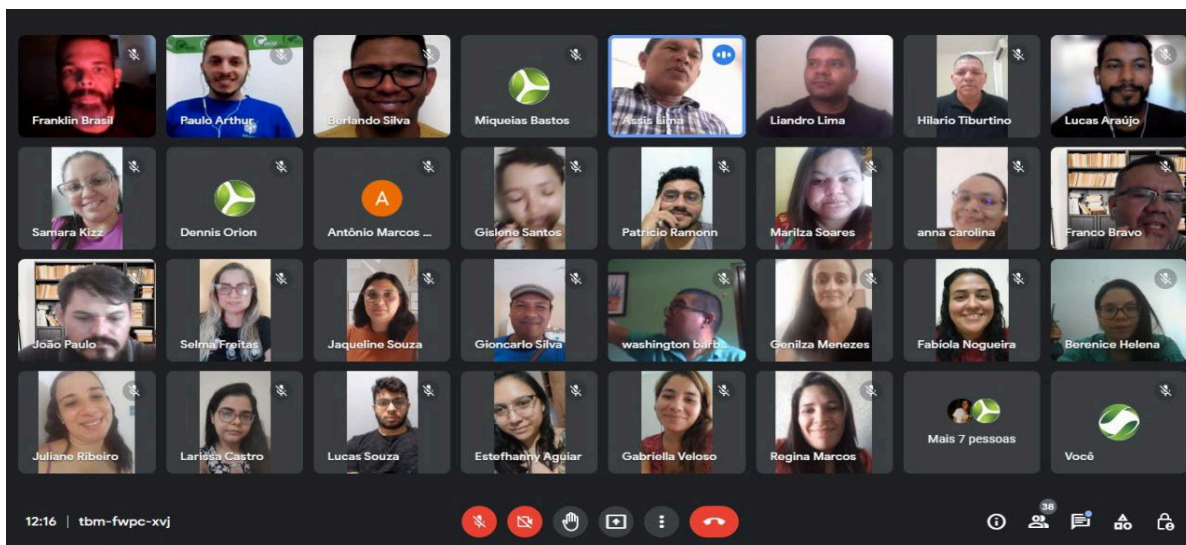 Franklin Brasil
Paulo Arthur
Berlando Silva
Miqueias Bastos
Assis Lima
Liandro Lima
Hilario Tiburtino
Lucas Araújo
Samara Kizz
Dennis Orion
A
Antônio Marcos ...
Gislene Santos
Patricio Ramonn
Marilza Soares
anna carolina
Franco Bravo
João Paulo
Selma Freitas
Jaqueline Souza
Gioncarlo Silva
washington barb...
Genilza Menezes
Fabíola Nogueira
Berenice Helena
Juliane Ribeiro
Larissa Castro
Lucas Souza
Estefhanny Aguiar
Gabriella Veloso
Regina Marcos
Mais 7 pessoas
Você
12:16 | tbm-fwpc-xvj
38